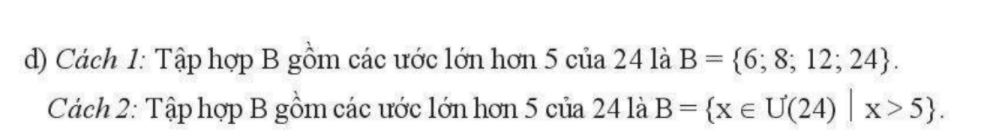 d) Cách 1: Tập hợp B gồm các ước lớn hơn 5 của 24 là B = {6; 8; 12; 24}.
Cách 2: Tập hợp B gồm các ước lớn hơn 5 của 24 là B = {x ∈ Ư(24) | x > 5}.